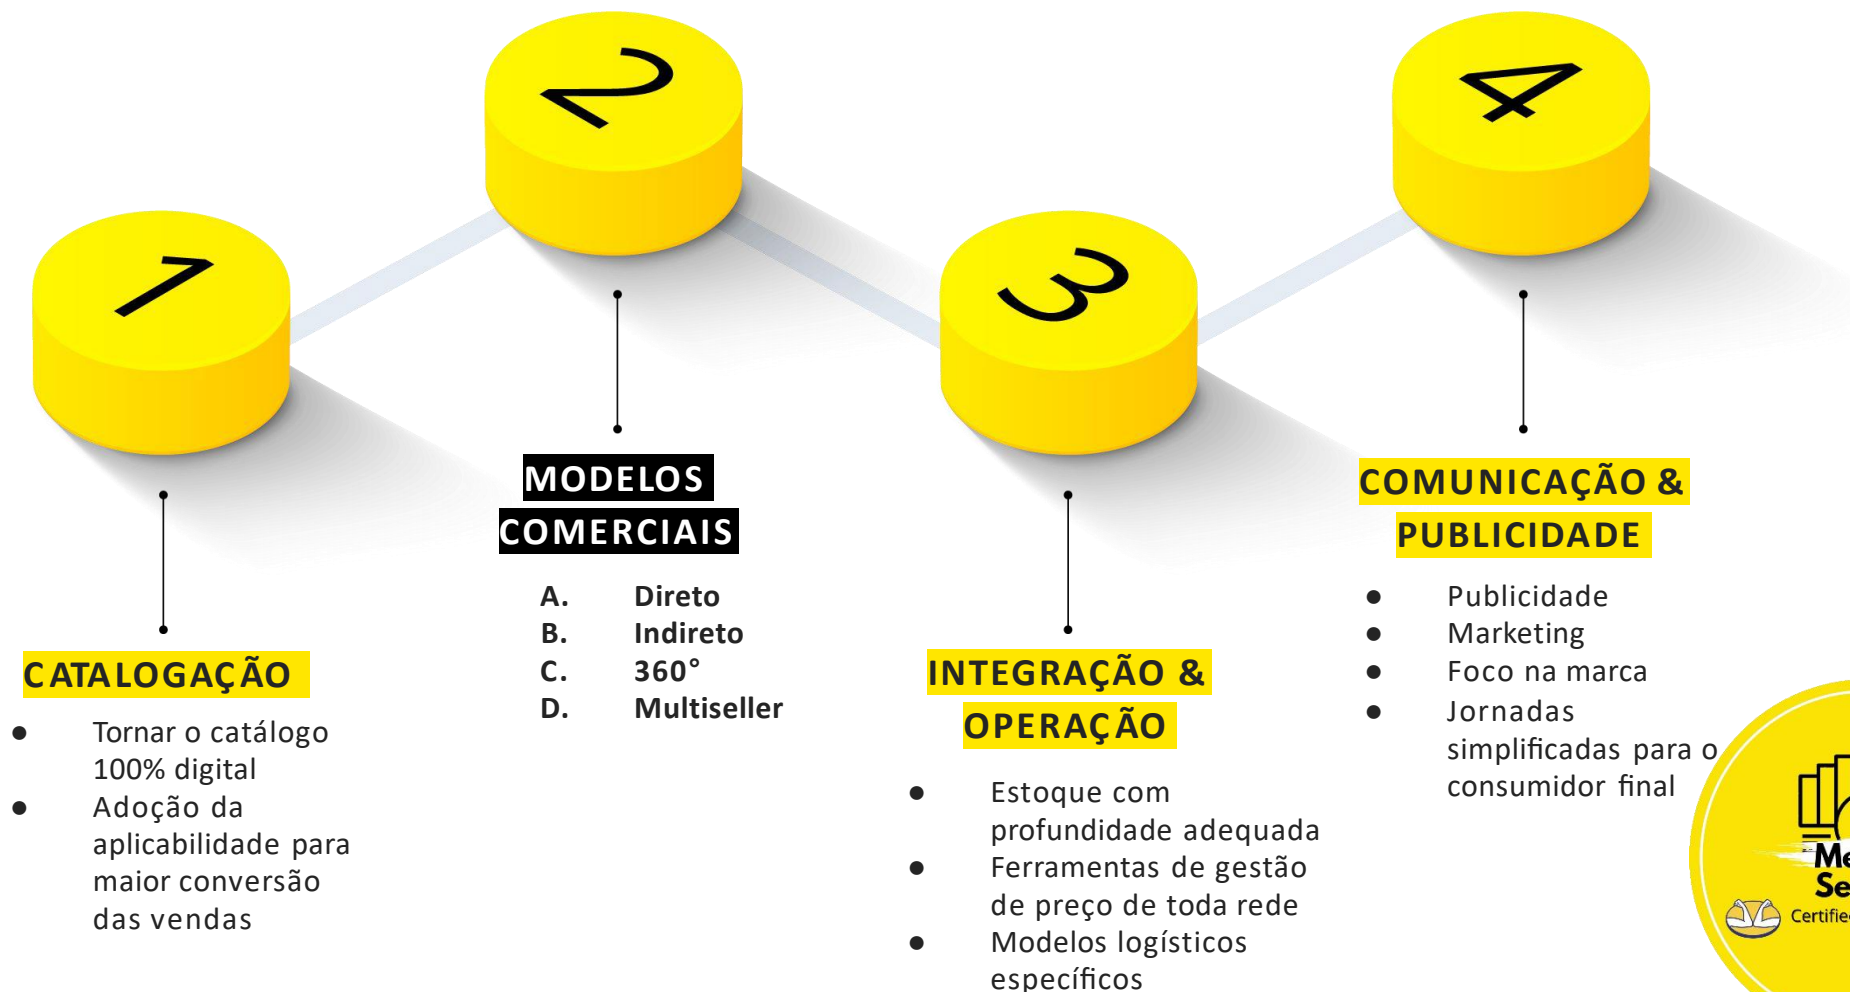 1
CATALOGAÇÃO
● Tornar o catálogo
100% digital
● Adoção da
aplicabilidade para
maior conversão
das vendas
2
MODELOS
COMERCIAIS
A. Direto
B. Indireto
C. 360°
D. Multiseller
3
INTEGRAÇÃO &
OPERAÇÃO
● Estoque com
profundidade adequada
● Ferramentas de gestão
de preço de toda rede
● Modelos logísticos
específicos
4
COMUNICAÇÃO &
PUBLICIDADE
● Publicidade
● Marketing
● Foco na marca
● Jornadas
simplificadas para o
consumidor final